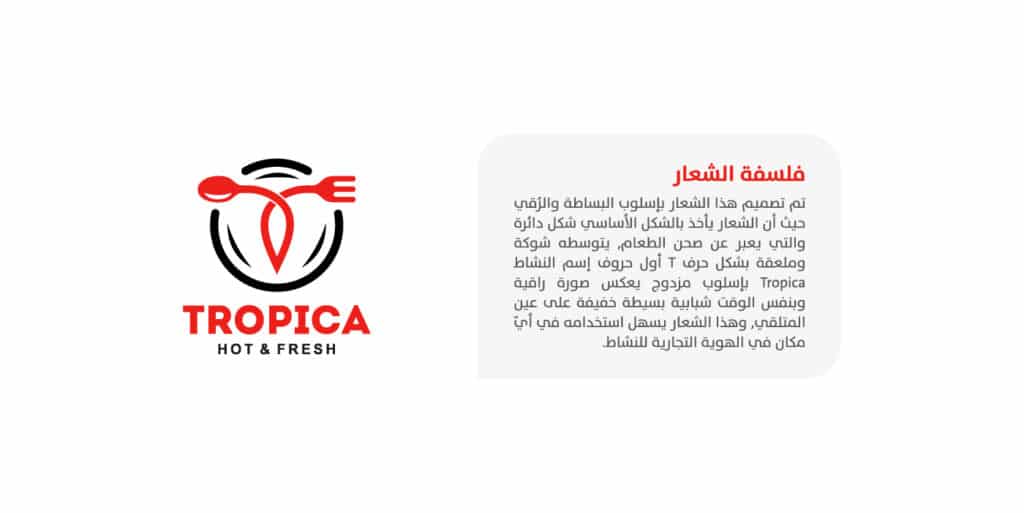 TROPICA
HOT & FRESH
فلسفة الشعار
تم تصميم هذا الشعار بإسلوب البساطة والرُقي
حيث أن الشعار يأخذ بالشكل الأساسي شكل دائرة
والتي يعبر عن صحن الطعام, يتوسطه شوكة
وملعقة بشكل حرف T أول حروف إسم النشاط
Tropica بإسلوب مزدوج يعكس صورة راقية
وبنفس الوقت شبابية بسيطة خفيفة على عين
المتلقي, وهذا الشعار يسهل استخدامه في أيّ
مكان في الهوية التجارية للنشاط.